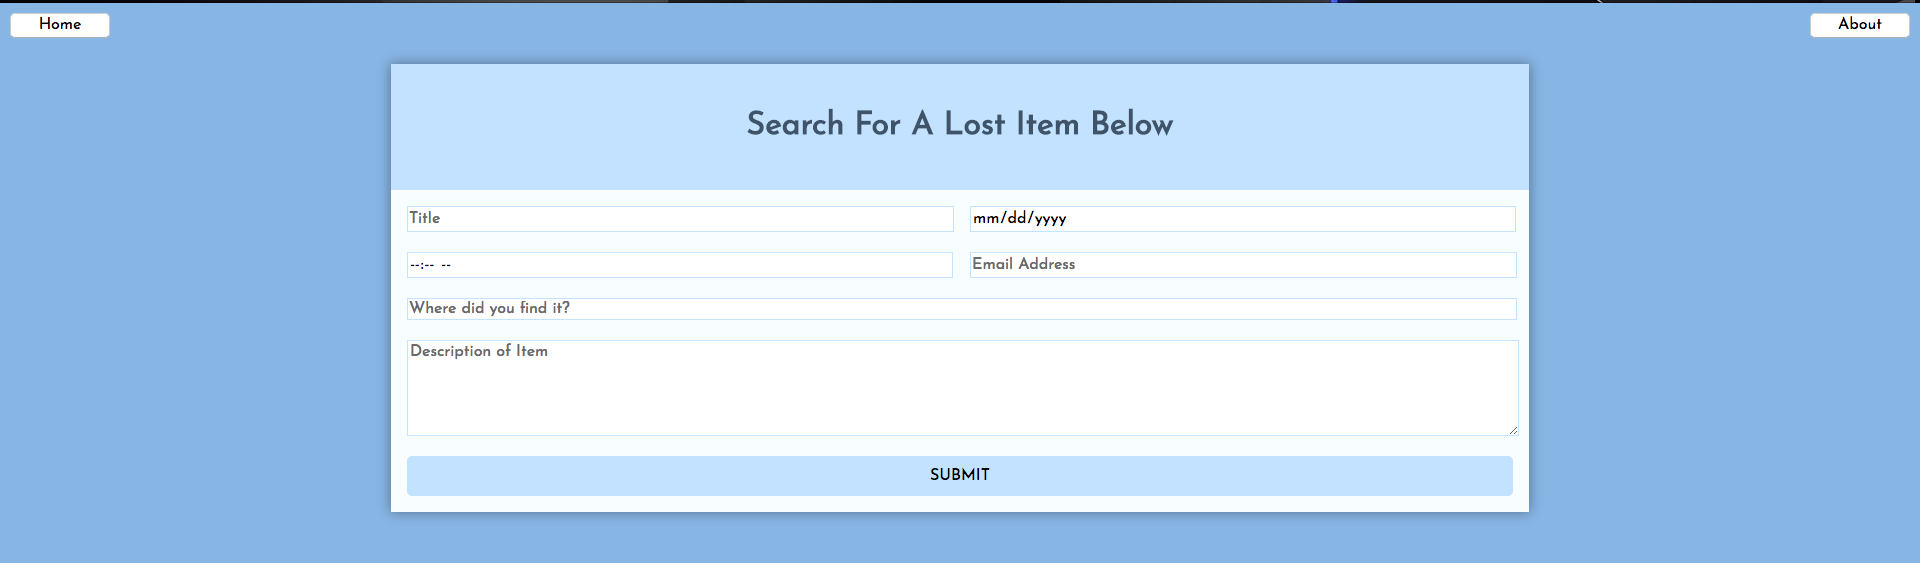 Home
About
Search For A Lost Item Below
Title
mm/dd/yyyy
--:-- --
Email Address
Where did you find it?
Description of Item
SUBMIT